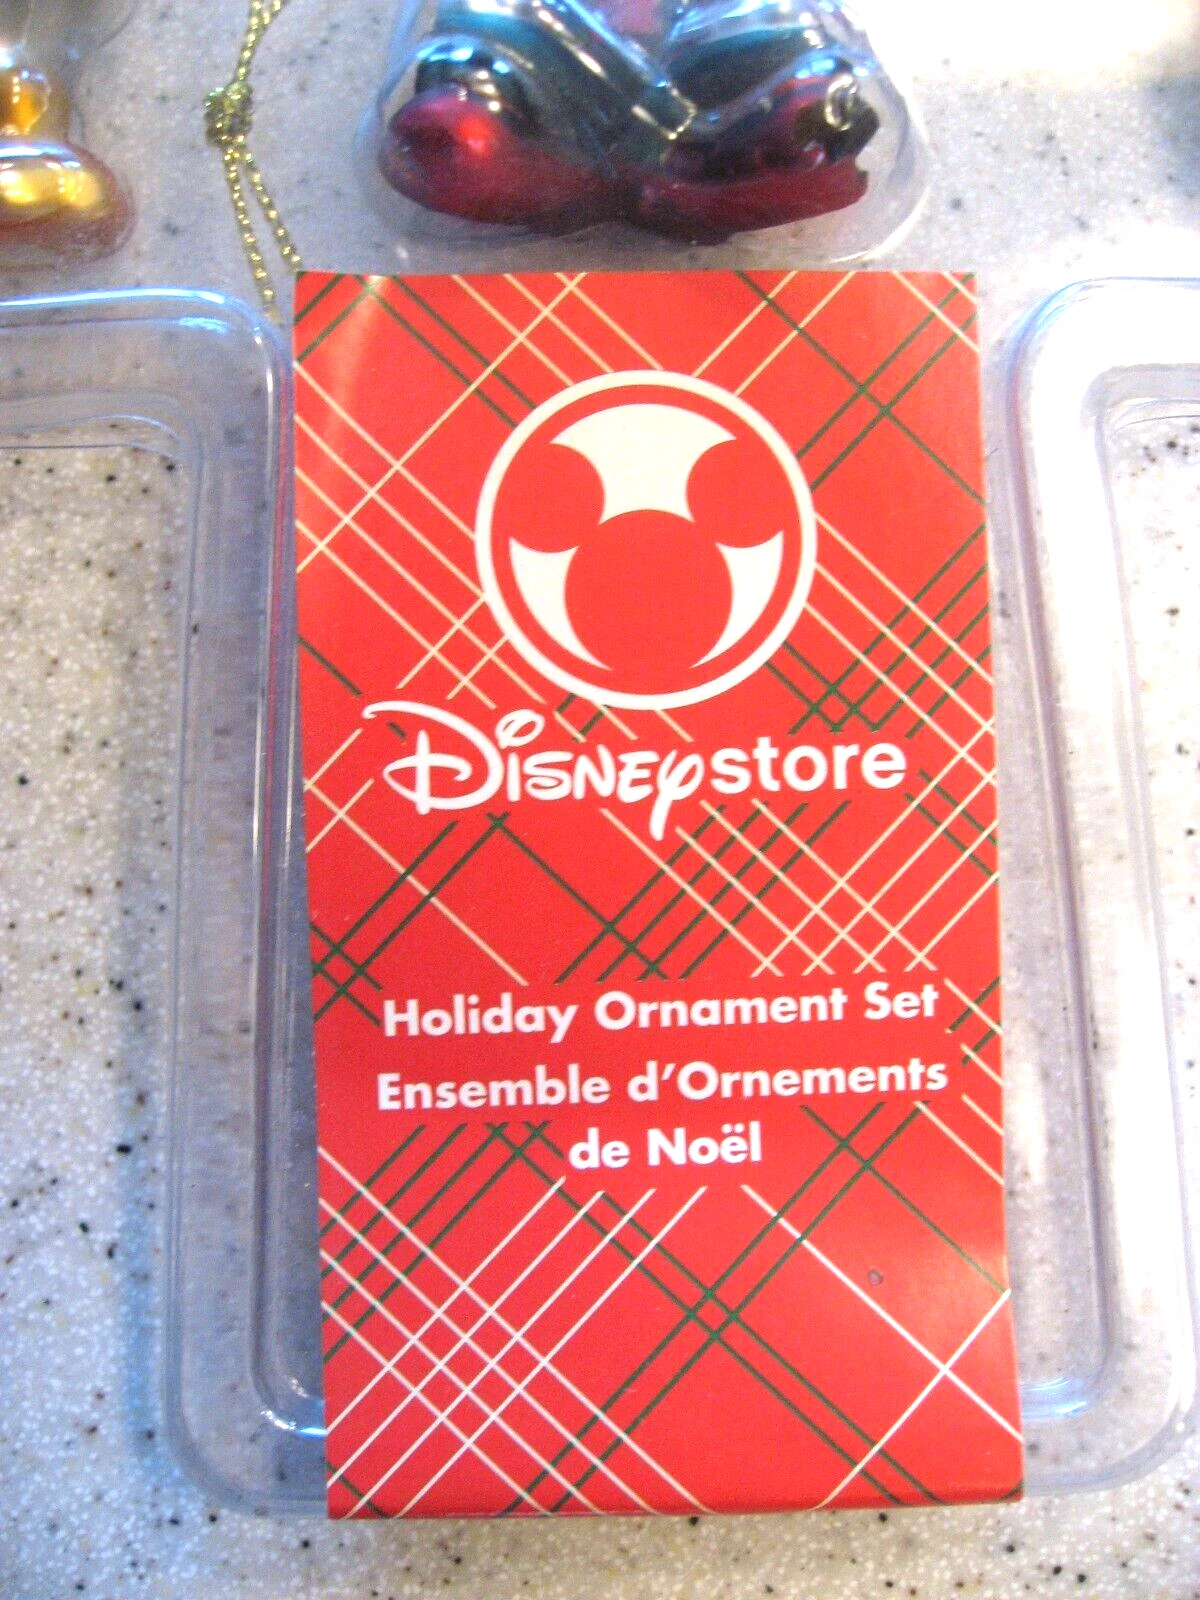 Disney store
Holiday Ornament Set
Ensemble d'Ornements
de Noël